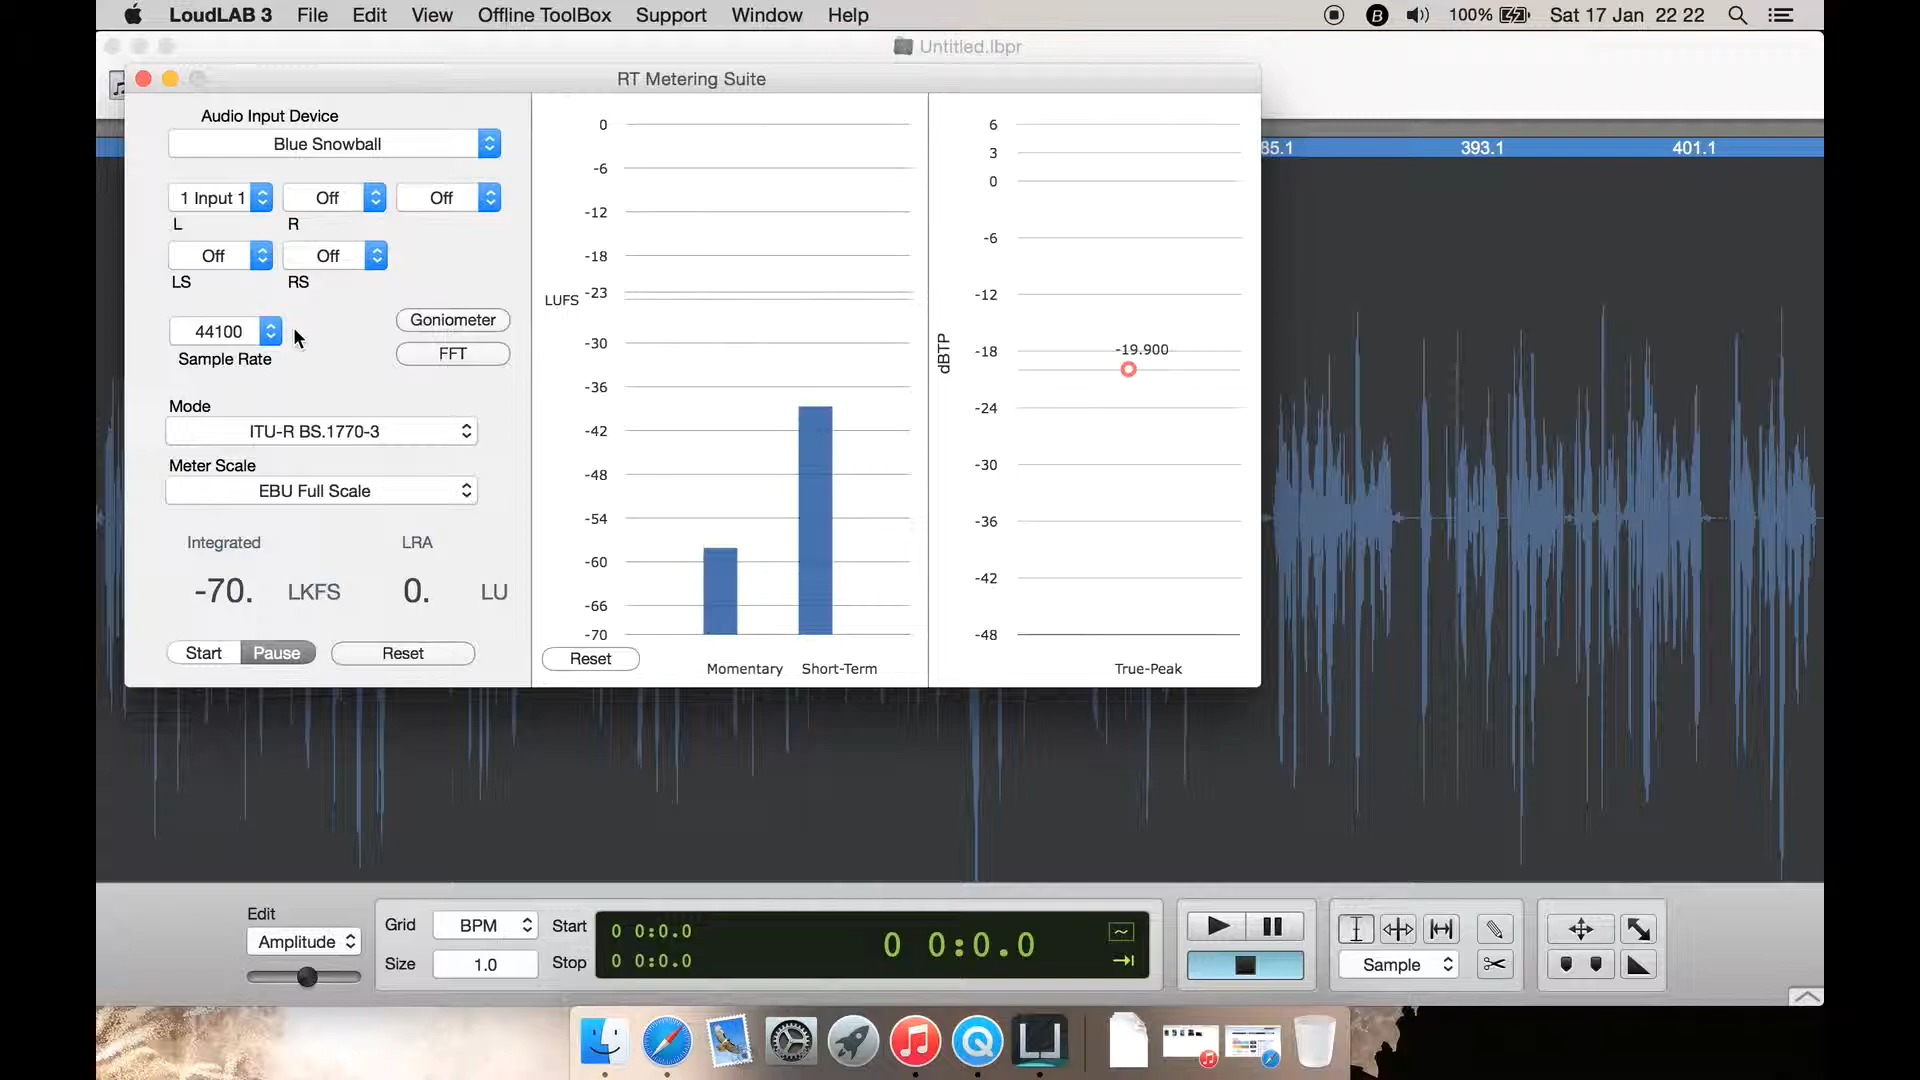 LoudLAB 3 File Edit View Offline ToolBox Support Window Help
B 100% Sat 17 Jan 22 22
Untitled.lbpr
RT Metering Suite
Audio Input Device
Blue Snowball
1 Input 1 Off Off
L R
Off Off
LS RS
44100
Sample Rate
Goniometer
FFT
Mode
ITU-R BS.1770-3
Meter Scale
EBU Full Scale
Integrated LRA
-70. LKFS 0. LU
Start Pause Reset
0
-6
-12
-18
-23
LUFS
-30
-36
-42
-48
-54
-60
-66
-70
Reset
Momentary Short-Term
6
3
0
-6
-12
-18
-24
-30
-36
-42
-48
dBTP
-19.900
True-Peak
85.1 393.1 401.1
Edit
Amplitude
Grid BPM
Size 1.0
Start 0 0:0.0
Stop 0 0:0.0
0 0:0.0
Sample